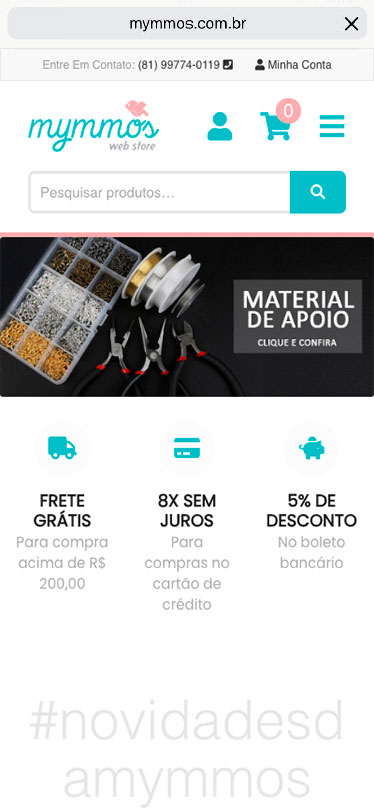 mymmos.com.br
Entre Em Contato: (81) 99774-0119 Minha Conta
mymmos
web store
0
Pesquisar produtos...
MATERIAL
DE APOIO
CLIQUE E CONFIRA
FRETE
GRÁTIS
Para compra
acima de R$
200,00
8X SEM
JUROS
Para
compras no
cartão de
crédito
5% DE
DESCONTO
No boleto
bancário
#novidadesd
amymmos